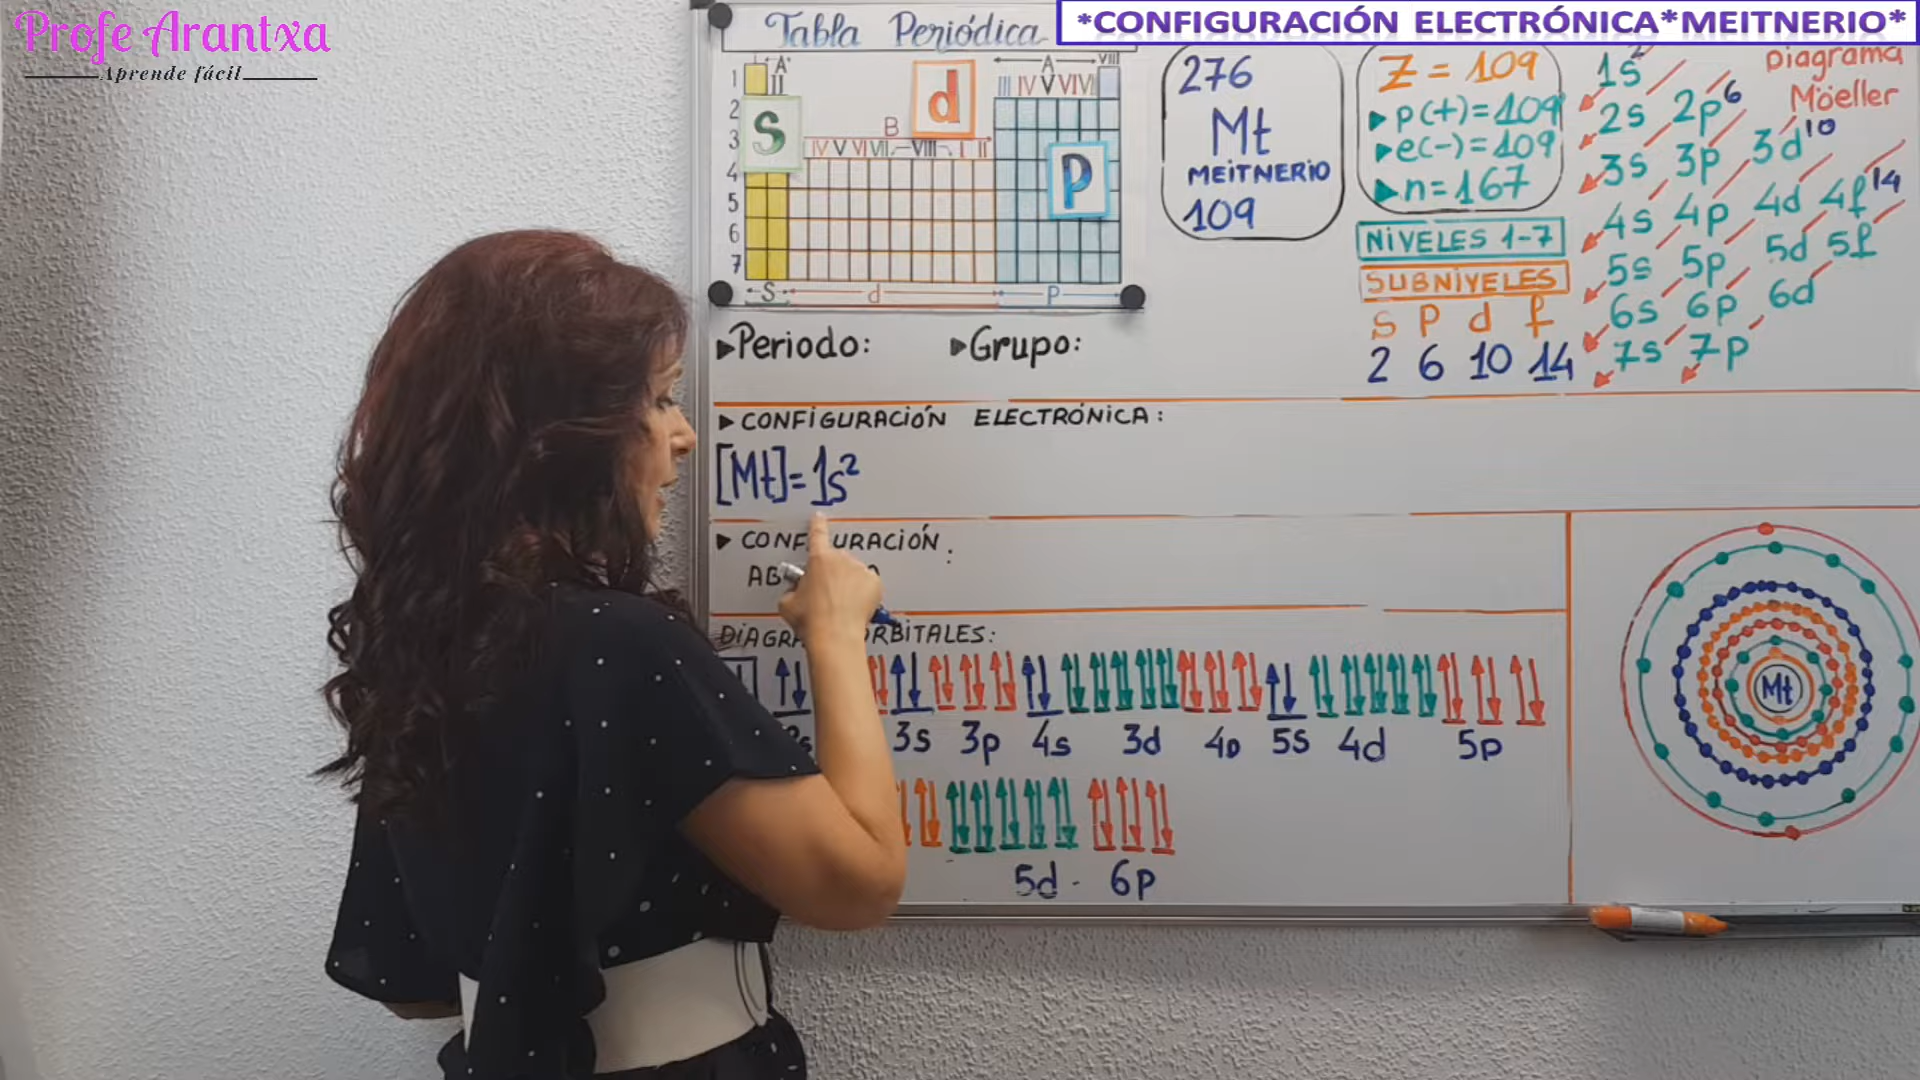 Profe Arantxa
Aprende fácil
*CONFIGURACIÓN ELECTRÓNICA*MEITNERIO*
Tabla Periódica
A
A VIII
1 II III IV V VI VII
2
d
S
B
3 IV V VI VII VIII I II
P
4
5
6
7
S d P
276
Mt
MEITNERIO
109
Z = 109
p(+)=109
e(-)=109
n=167
NIVELES 1-7
SUBNIVELES
S P d f
2 6 10 14
Diagrama
Möeller
1s²
2s 2p⁶
3s 3p 3d¹⁰
4s 4p 4d 4f¹⁴
5s 5p 5d 5f
6s 6p 6d
7s 7p
Periodo: Grupo:
CONFIGURACIÓN ELECTRÓNICA:
[Mt]=1s²
:
DIAGRA ORBITALES:
3s 3p 4s 3d 4p 5s 4d 5p
5d 6p
Mt